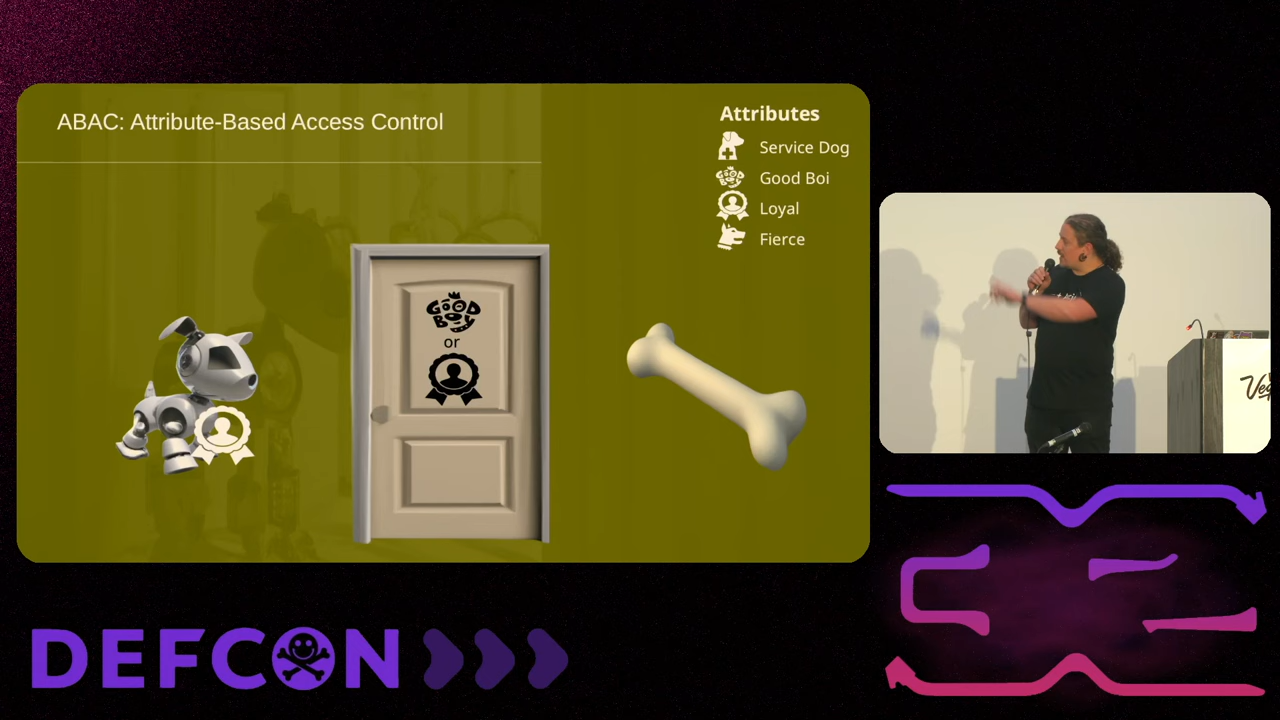 ABAC: Attribute-Based Access Control
Attributes
Service Dog
Good Boi
Loyal
Fierce
GOOD
BOY
or
DEFCON